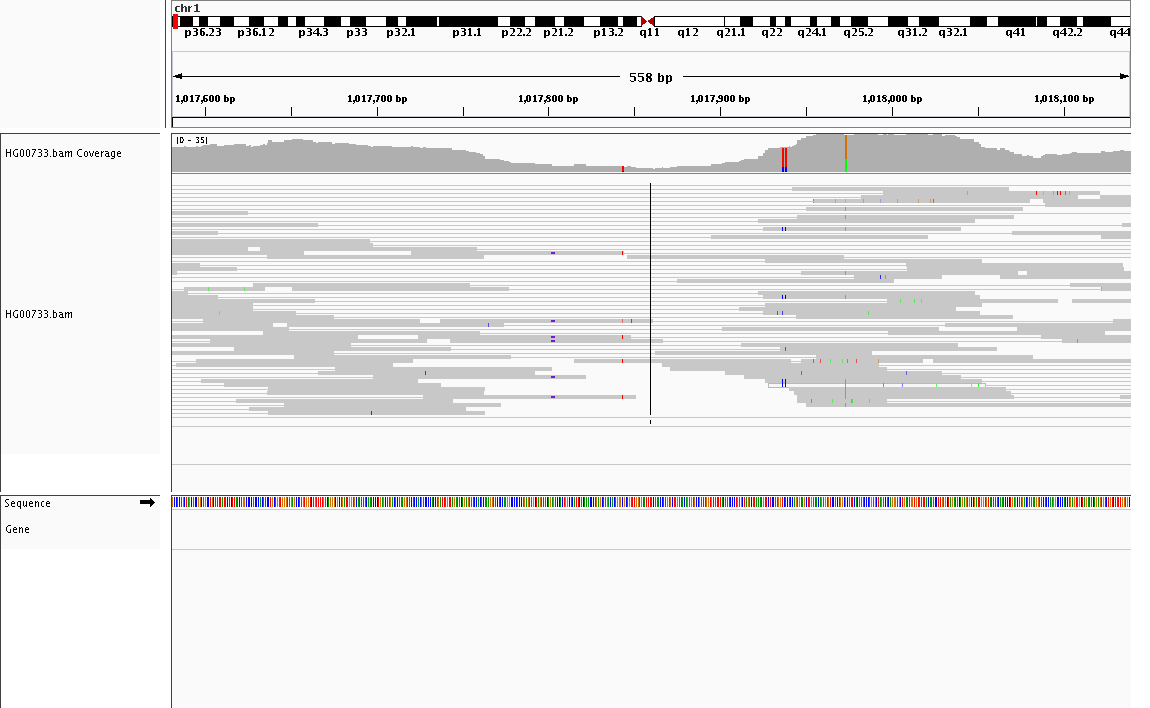 chr1
p36.23 p36.12 p34.3 p33 p32.1 p31.1 p22.2 p21.2 p13.2 q11 q12 q21.1 q22 q24.1 q25.2 q31.2 q32.1 q41 q42.2 q44
558 bp
1,017,600 bp 1,017,700 bp 1,017,800 bp 1,017,900 bp 1,018,000 bp 1,018,100 bp
[0 - 35]
HG00733.bam Coverage
HG00733.bam
Sequence
Gene